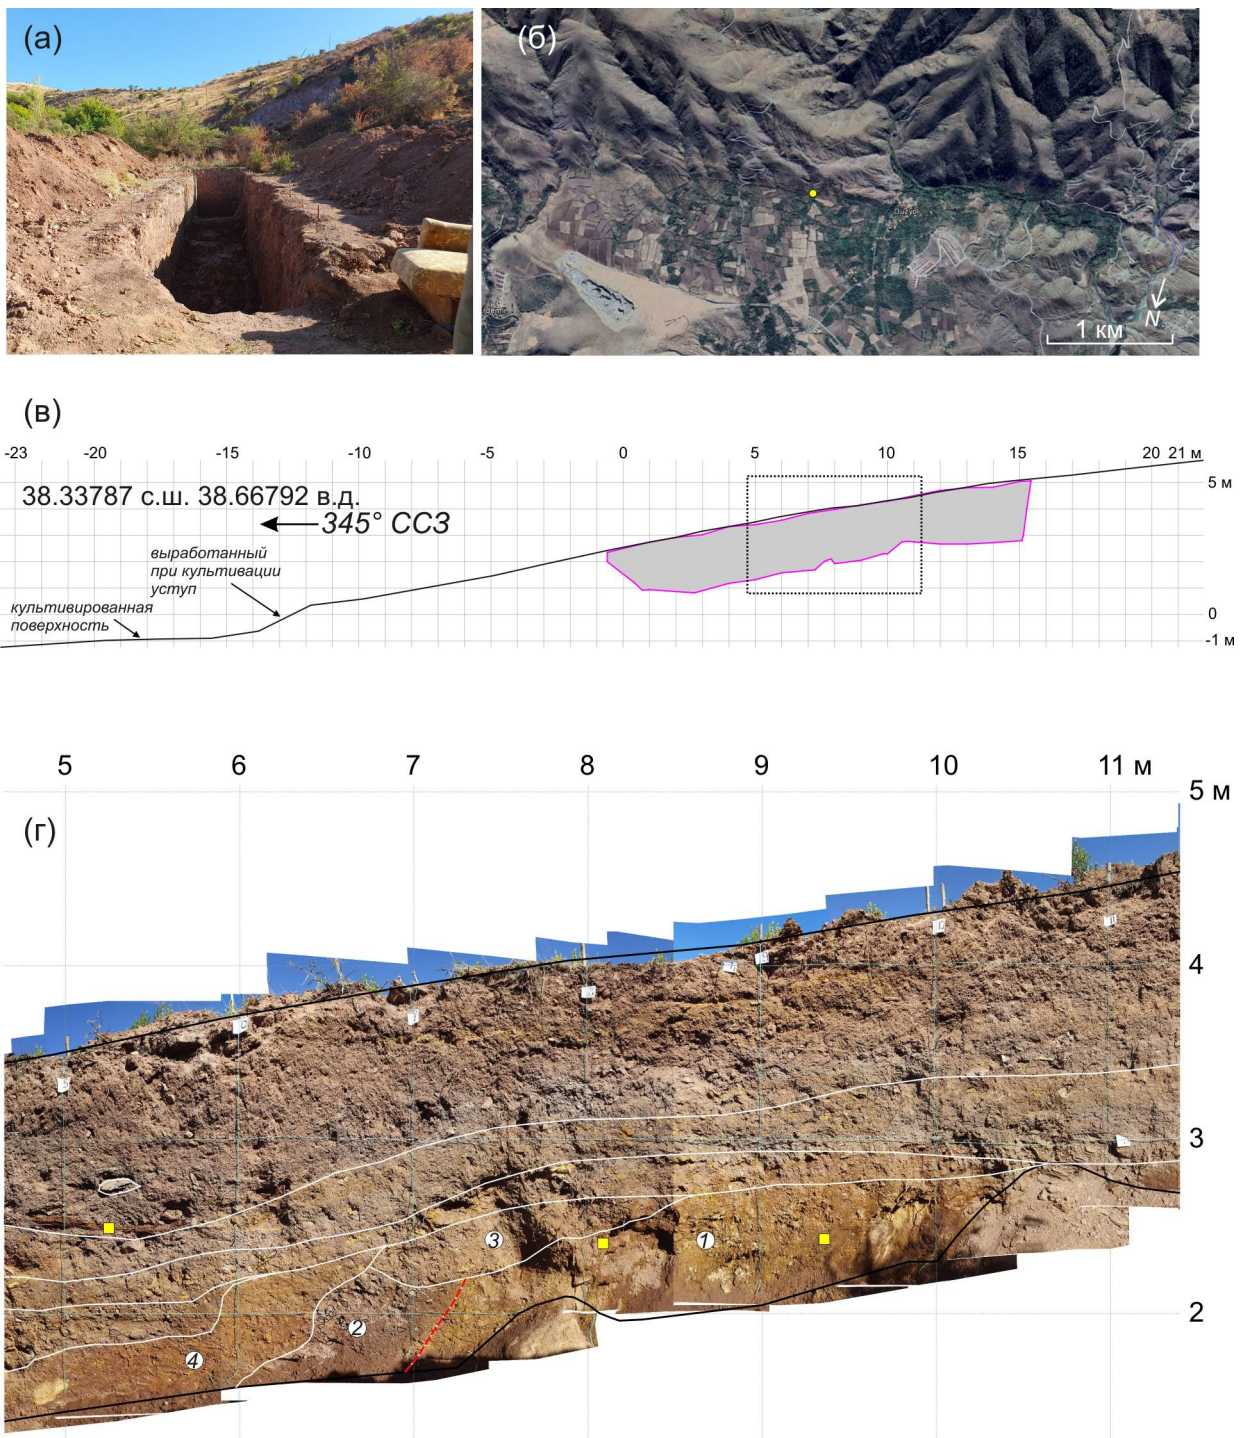 (а)
(б)
Duzyol
1 км
N
(в)
-23 -20 -15 -10 -5 0 5 10 15 20 21 м
5 м
38.33787 с.ш. 38.66792 в.д.
345° ССЗ
выработанный
при культивации
уступ
культивированная
поверхность
0
-1 м
5 6 7 8 9 10 11 м
5 м
(г)
4
3
3
1
2
2
4